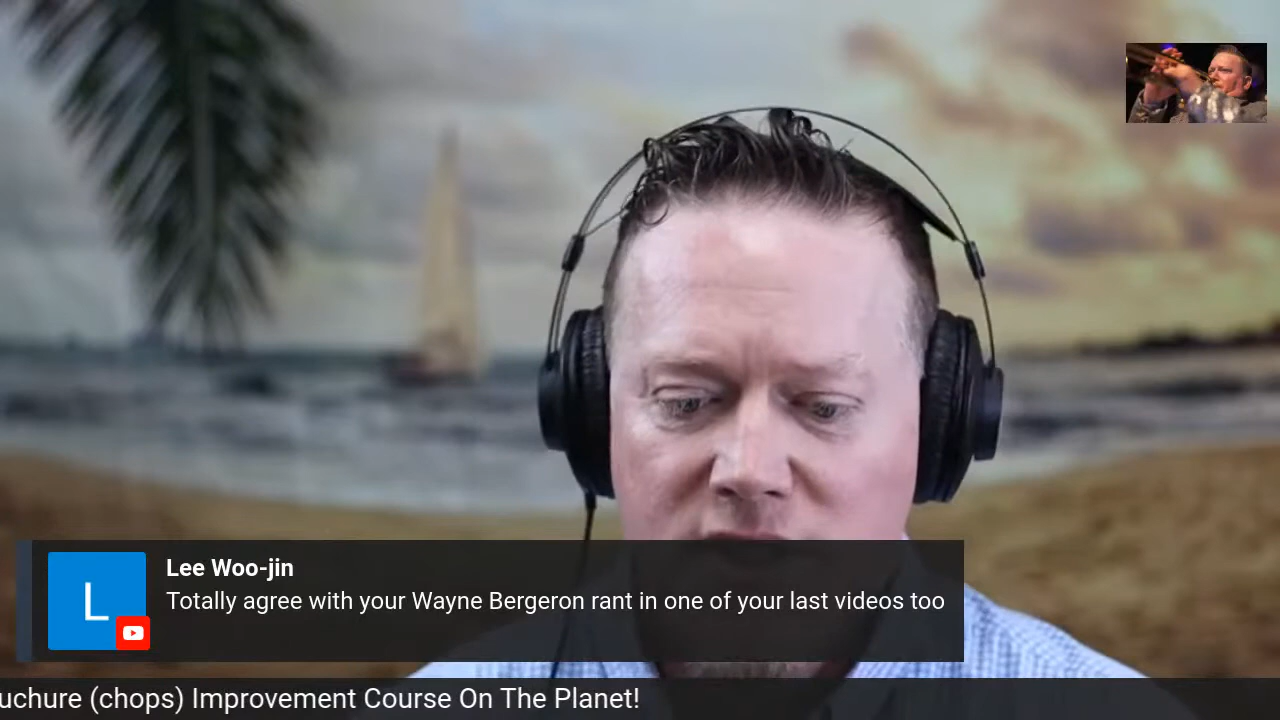 L
Lee Woo-jin
Totally agree with your Wayne Bergeron rant in one of your last videos too
uchure (chops) Improvement Course On The Planet!